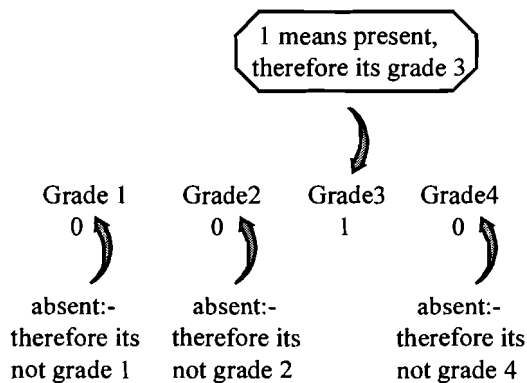 1 means present,
therefore its grade 3
Grade 1 Grade2 Grade3 Grade4
0 0 1 0
absent:- absent:- absent:-
therefore its therefore its therefore its
not grade 1 not grade 2 not grade 4